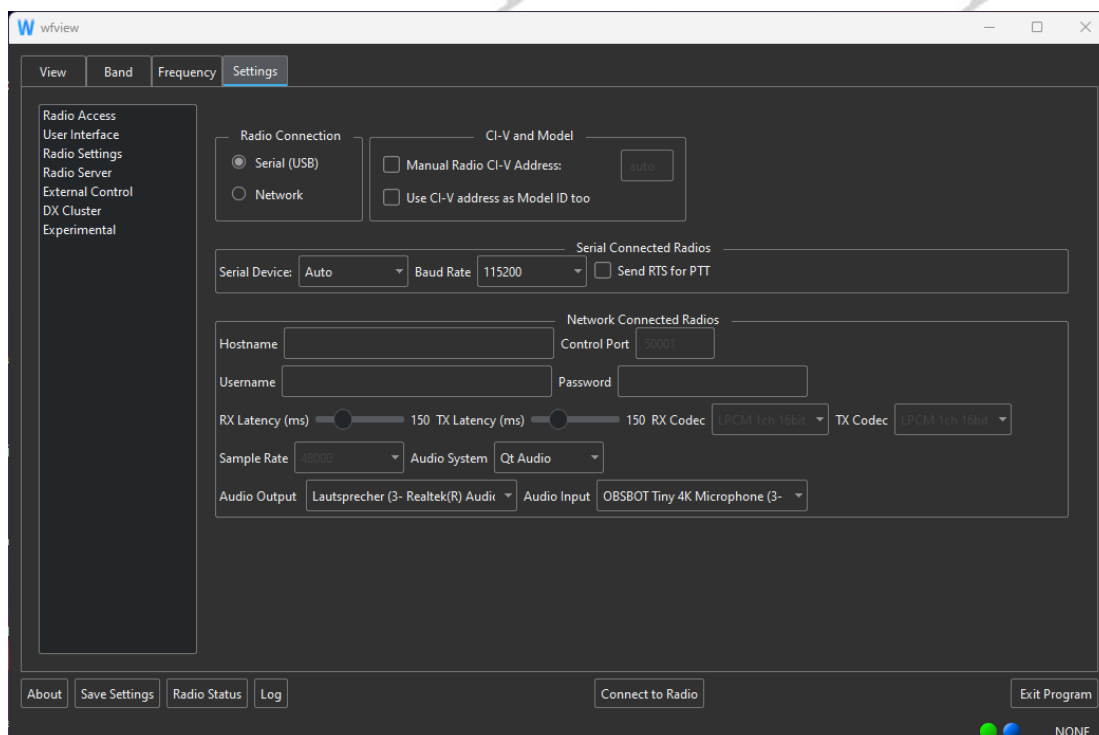 wfview
View Band Frequency Settings
Radio Access
User Interface
Radio Settings
Radio Server
External Control
DX Cluster
Experimental
Radio Connection
Serial (USB)
Network
CI-V and Model
Manual Radio CI-V Address: auto
Use CI-V address as Model ID too
Serial Connected Radios
Serial Device: Auto Baud Rate 115200 Send RTS for PTT
Network Connected Radios
Hostname Control Port 50001
Username Password
RX Latency (ms) 150 TX Latency (ms) 150 RX Codec LPCM 1ch 16bit TX Codec LPCM 1ch 16bit
Sample Rate 48000 Audio System Qt Audio
Audio Output Lautsprecher (3- Realtek(R) Audic Audio Input OBSBOT Tiny 4K Microphone (3-
About Save Settings Radio Status Log Connect to Radio Exit Program
NONE